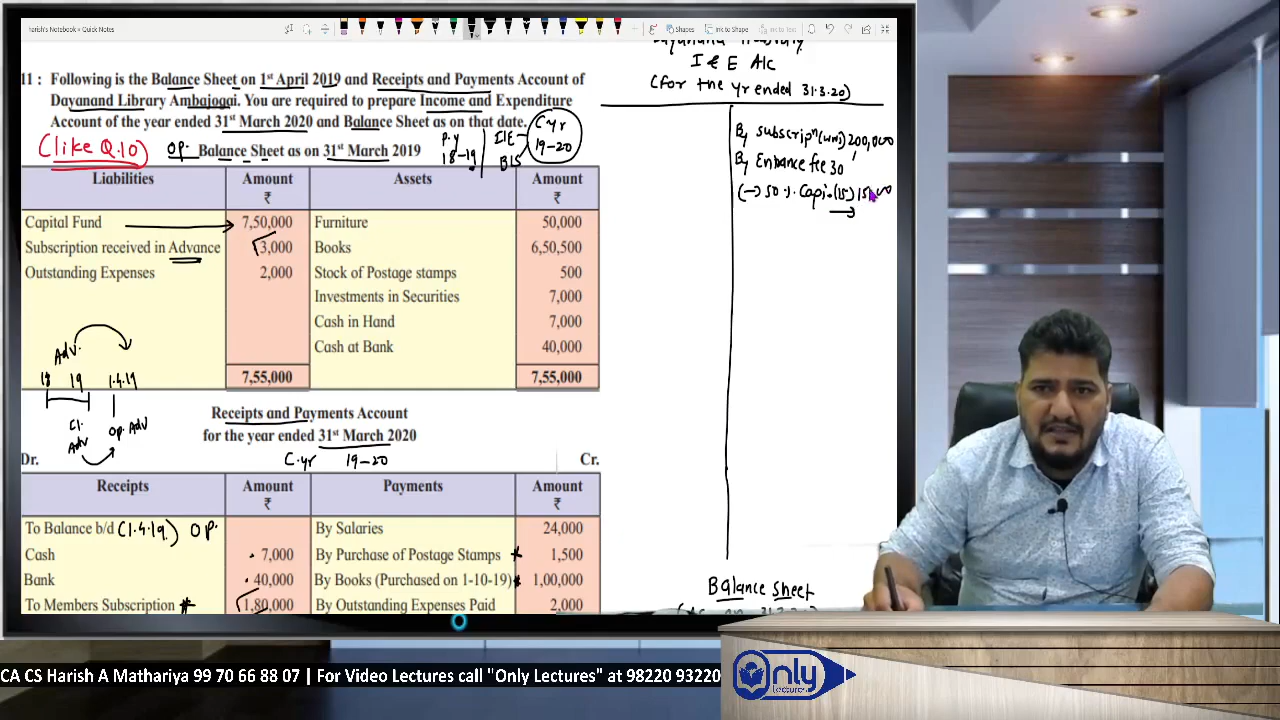 Harish's Notebook » Quick Notes
Shapes
Ink to Shape
Ink to Math
I & E A/c
(For the yr ended 31.3.20)
11 : Following is the Balance Sheet on 1st April 2019 and Receipts and Payments Account of
Dayanand Library Ambajogai. You are required to prepare Income and Expenditure
Account of the year ended 31st March 2020 and Balance Sheet as on that date.
(like Q.10)
OP. Balance Sheet as on 31st March 2019
P.Y 18-19
I&E
B/S
C.yr 19-20
Liabilities Amount ₹ Assets Amount ₹
Capital Fund 7,50,000 Furniture 50,000
Subscription received in Advance 3,000 Books 6,50,500
Outstanding Expenses 2,000 Stock of Postage stamps 500
Investments in Securities 7,000
Cash in Hand 7,000
Cash at Bank 40,000
7,55,000 7,55,000
Adv.
18 19 1.4.19
Cl. Adv
Op. Adv
Receipts and Payments Account
for the year ended 31st March 2020
Dr. C.yr 19-20 Cr.
Receipts Amount ₹ Payments Amount ₹
To Balance b/d (1.4.19) OP. By Salaries 24,000
Cash 7,000 By Purchase of Postage Stamps 1,500
Bank 40,000 By Books (Purchased on 1-10-19) 1,00,000
To Members Subscription 1,80,000 By Outstanding Expenses Paid 2,000
By Entrance fee 30
Balance Sheet
CA CS Harish A Mathariya 99 70 66 88 07 | For Video Lectures call "Only Lectures" at 98220 93220
Only
Lectures